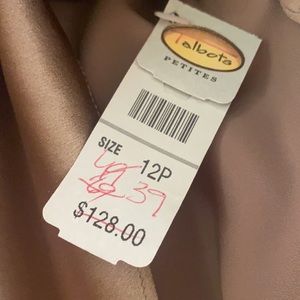 Talbots
PETITES
SIZE 12P
39
$128.00